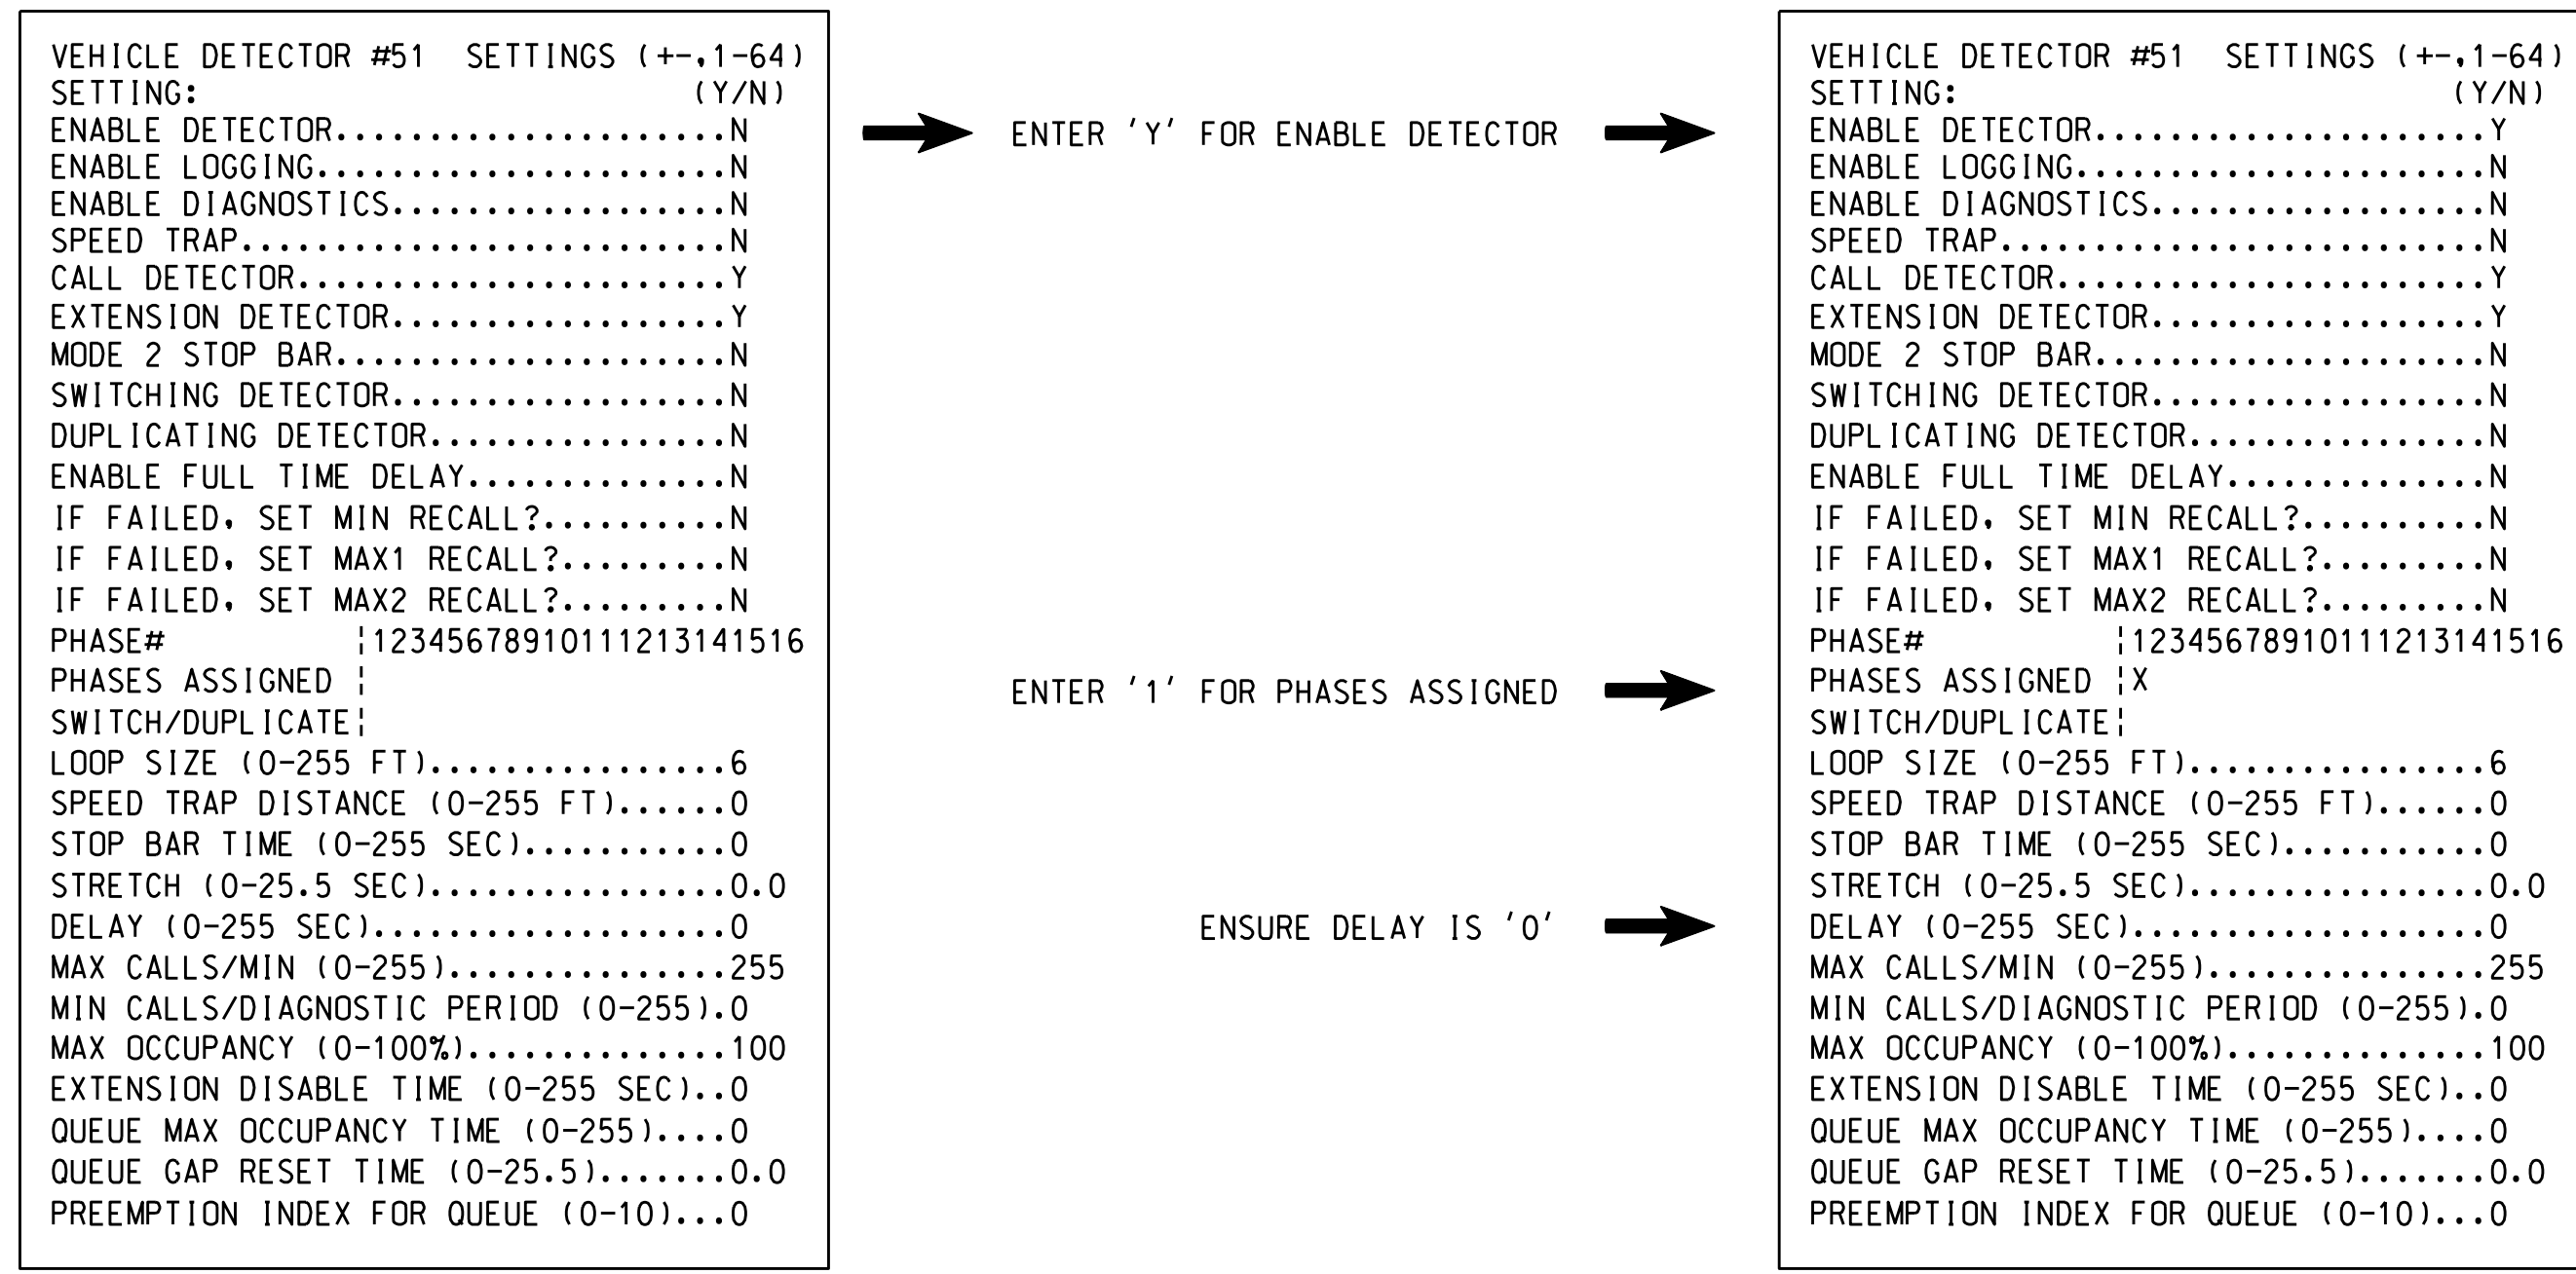 VEHICLE DETECTOR #51  SETTINGS (+-,1-64)
SETTING:                          (Y/N)
ENABLE DETECTOR.....................N
ENABLE LOGGING......................N
ENABLE DIAGNOSTICS..................N
SPEED TRAP..........................N
CALL DETECTOR.......................Y
EXTENSION DETECTOR..................Y
MODE 2 STOP BAR.....................N
SWITCHING DETECTOR..................N
DUPLICATING DETECTOR................N
ENABLE FULL TIME DELAY..............N
IF FAILED, SET MIN RECALL?..........N
IF FAILED, SET MAX1 RECALL?.........N
IF FAILED, SET MAX2 RECALL?.........N
PHASE#          ¦12345678910111213141516
PHASES ASSIGNED ¦
SWITCH/DUPLICATE¦
LOOP SIZE (0-255 FT)................6
SPEED TRAP DISTANCE (0-255 FT)......0
STOP BAR TIME (0-255 SEC)...........0
STRETCH (0-25.5 SEC)................0.0
DELAY (0-255 SEC)...................0
MAX CALLS/MIN (0-255)...............255
MIN CALLS/DIAGNOSTIC PERIOD (0-255).0
MAX OCCUPANCY (0-100%)..............100
EXTENSION DISABLE TIME (0-255 SEC)..0
QUEUE MAX OCCUPANCY TIME (0-255)....0
QUEUE GAP RESET TIME (0-25.5).......0.0
PREEMPTION INDEX FOR QUEUE (0-10)...0
ENTER 'Y' FOR ENABLE DETECTOR
ENTER '1' FOR PHASES ASSIGNED
ENSURE DELAY IS '0'
VEHICLE DETECTOR #51  SETTINGS (+-,1-64)
SETTING:                          (Y/N)
ENABLE DETECTOR.....................Y
ENABLE LOGGING......................N
ENABLE DIAGNOSTICS..................N
SPEED TRAP..........................N
CALL DETECTOR.......................Y
EXTENSION DETECTOR..................Y
MODE 2 STOP BAR.....................N
SWITCHING DETECTOR..................N
DUPLICATING DETECTOR................N
ENABLE FULL TIME DELAY..............N
IF FAILED, SET MIN RECALL?..........N
IF FAILED, SET MAX1 RECALL?.........N
IF FAILED, SET MAX2 RECALL?.........N
PHASE#          ¦12345678910111213141516
PHASES ASSIGNED ¦X
SWITCH/DUPLICATE¦
LOOP SIZE (0-255 FT)................6
SPEED TRAP DISTANCE (0-255 FT)......0
STOP BAR TIME (0-255 SEC)...........0
STRETCH (0-25.5 SEC)................0.0
DELAY (0-255 SEC)...................0
MAX CALLS/MIN (0-255)...............255
MIN CALLS/DIAGNOSTIC PERIOD (0-255).0
MAX OCCUPANCY (0-100%)..............100
EXTENSION DISABLE TIME (0-255 SEC)..0
QUEUE MAX OCCUPANCY TIME (0-255)....0
QUEUE GAP RESET TIME (0-25.5).......0.0
PREEMPTION INDEX FOR QUEUE (0-10)...0